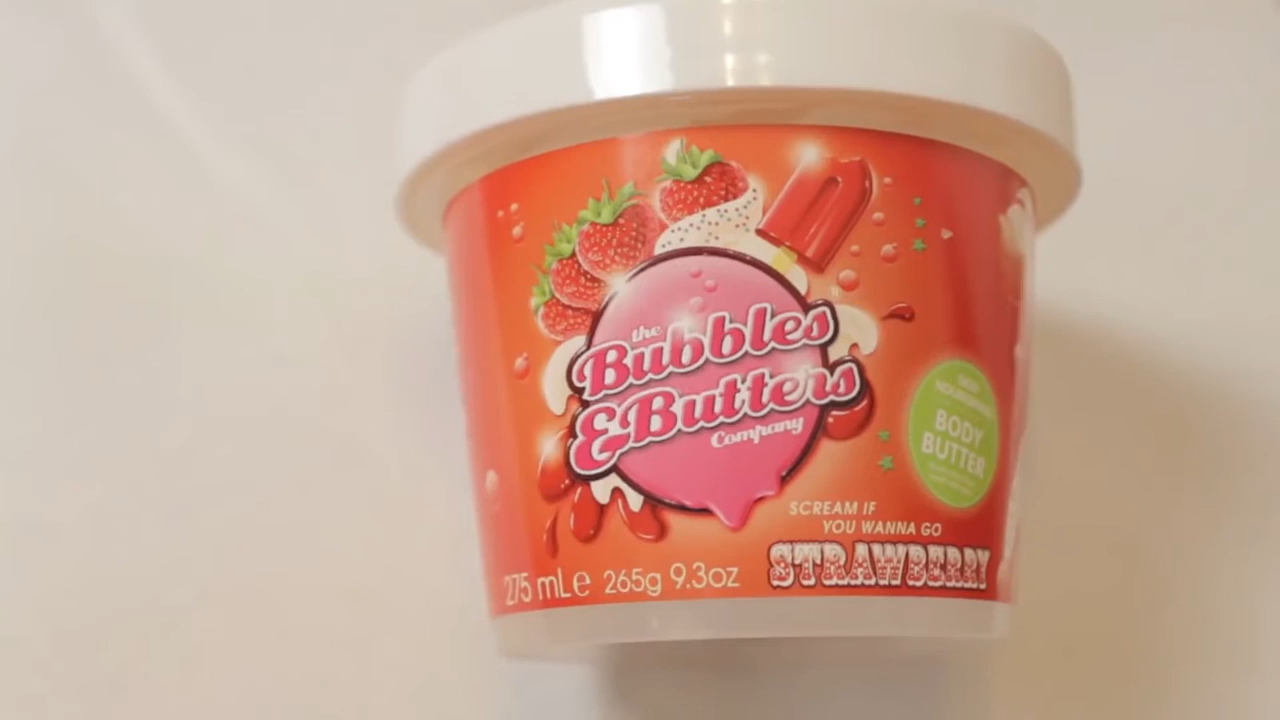 the
Bubbles
& Butters
Company
BODY
BUTTER
SCREAM IF
YOU WANNA GO
STRAWBERRY
275 mLe 265g 9.3oz